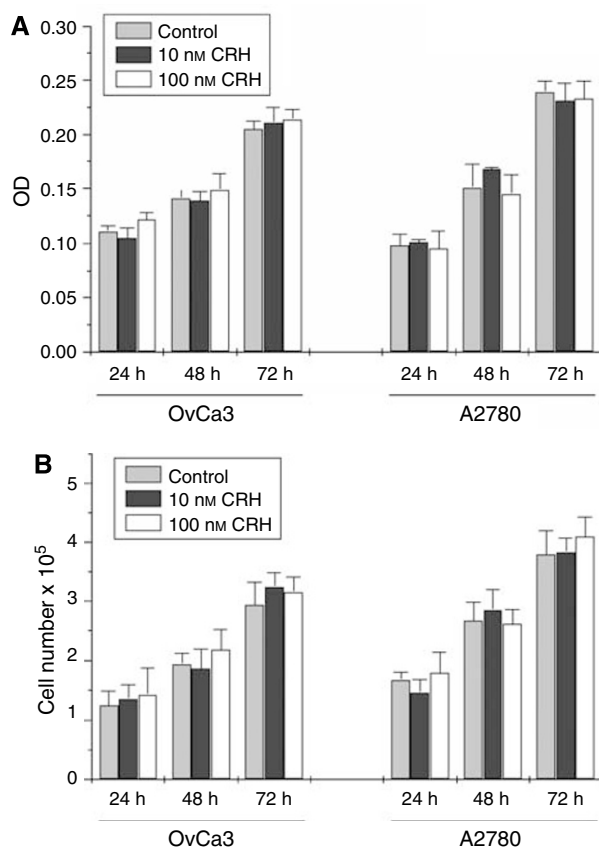 A
0.30
0.25
0.20
0.15
0.10
0.05
0.00
OD
Control
10 nM CRH
100 nM CRH
24 h 48 h 72 h 24 h 48 h 72 h
OvCa3 A2780
B
5
4
3
2
1
0
Cell number x 10⁵
Control
10 nM CRH
100 nM CRH
24 h 48 h 72 h 24 h 48 h 72 h
OvCa3 A2780